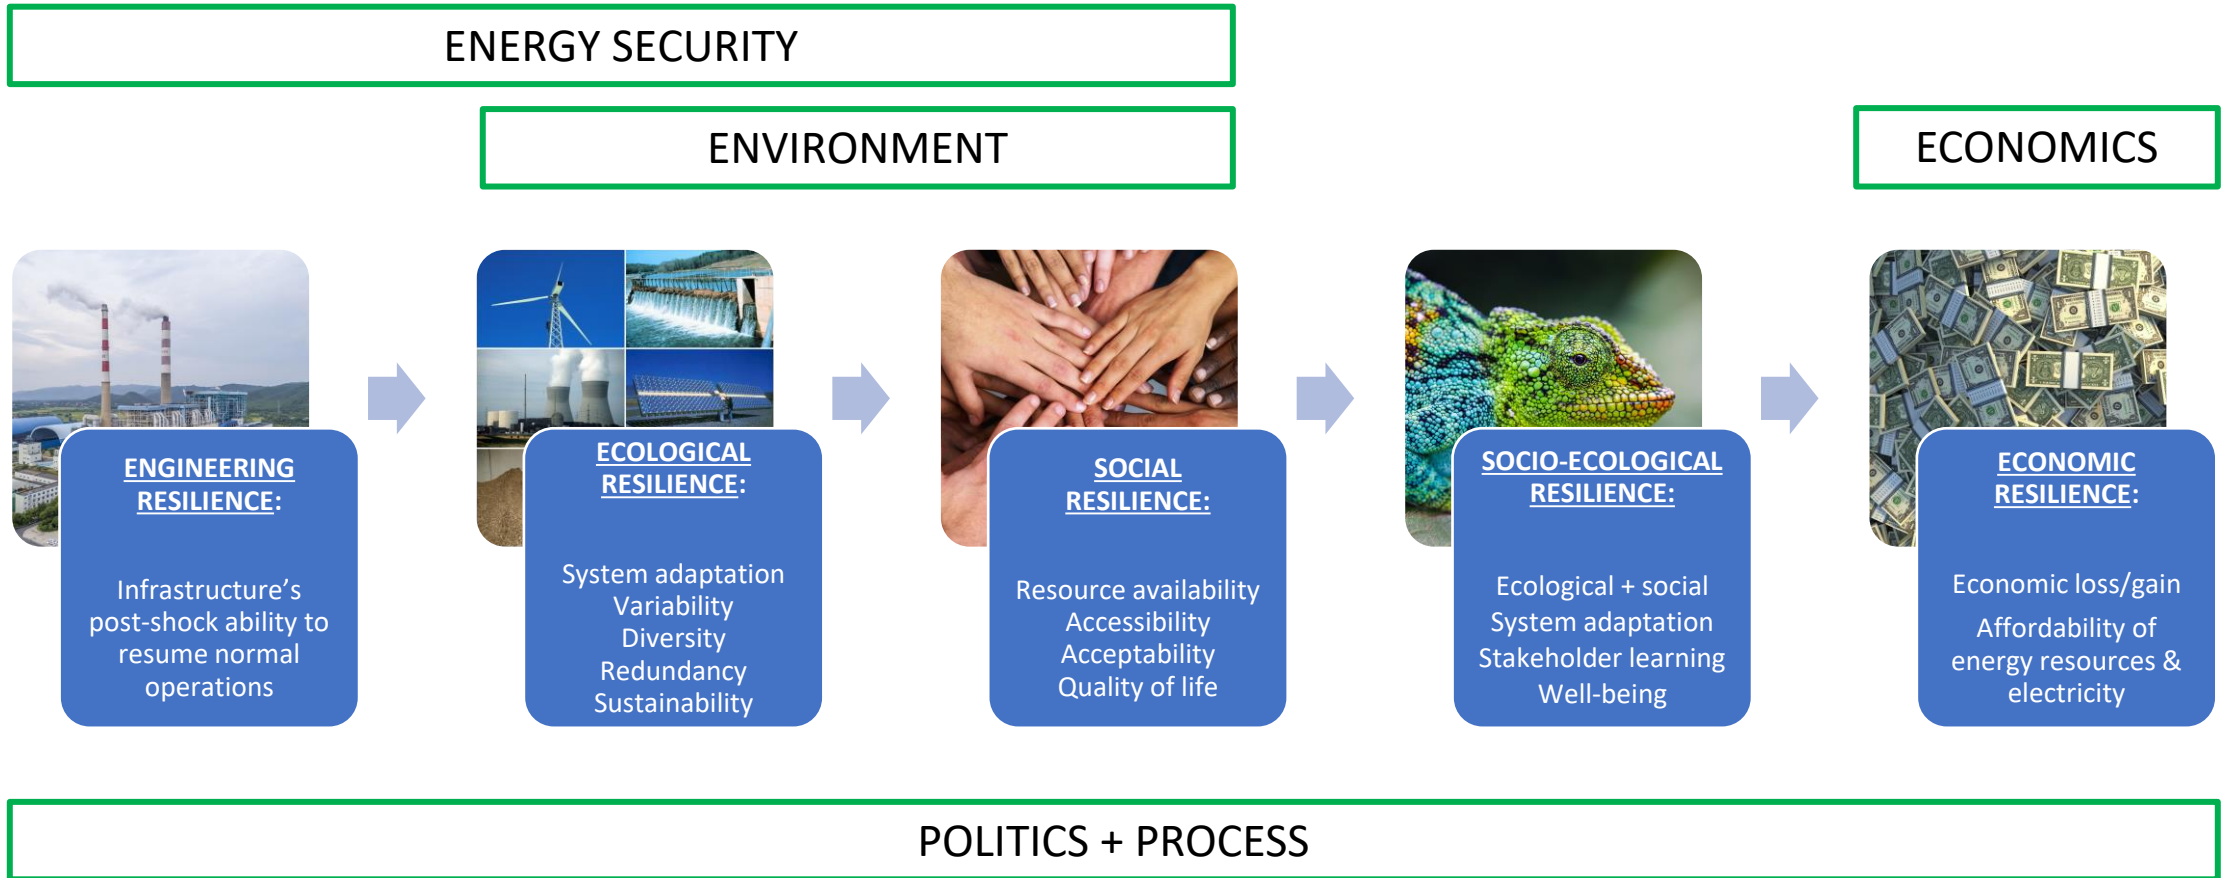 ENERGY SECURITY
ENVIRONMENT
ECONOMICS
ENGINEERING
RESILIENCE:
Infrastructure’s
post-shock ability to
resume normal
operations
ECOLOGICAL
RESILIENCE:
System adaptation
Variability
Diversity
Redundancy
Sustainability
SOCIAL
RESILIENCE:
Resource availability
Accessibility
Acceptability
Quality of life
SOCIO-ECOLOGICAL
RESILIENCE:
Ecological + social
System adaptation
Stakeholder learning
Well-being
ECONOMIC
RESILIENCE:
Economic loss/gain
Affordability of
energy resources &
electricity
POLITICS + PROCESS